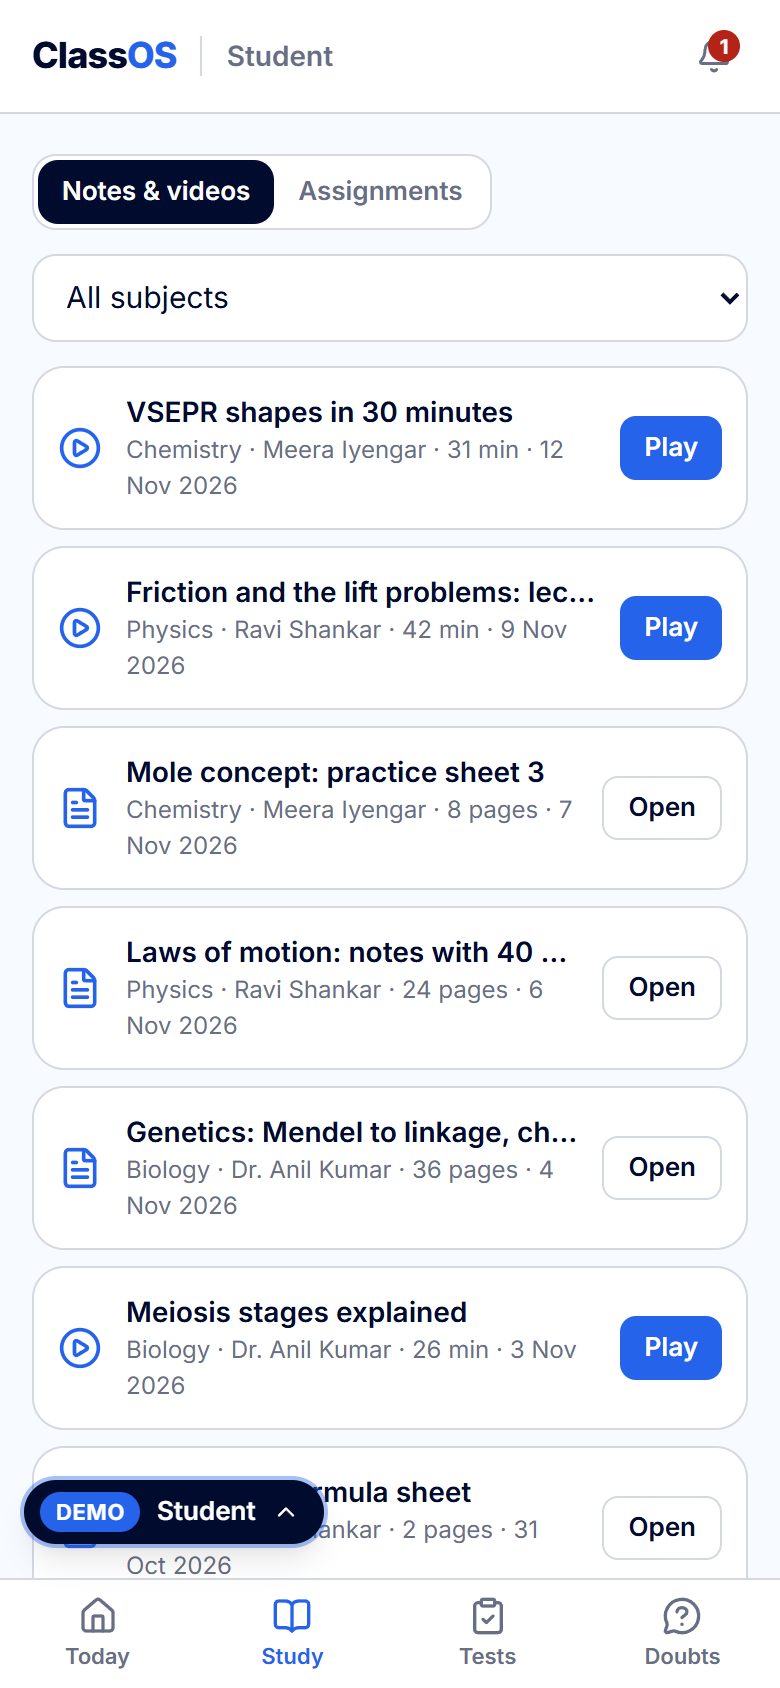 ClassOS
Student
1
Notes & videos
Assignments
All subjects
VSEPR shapes in 30 minutes
Chemistry · Meera Iyengar · 31 min · 12
Nov 2026
Play
Friction and the lift problems: lec...
Physics · Ravi Shankar · 42 min · 9 Nov
2026
Play
Mole concept: practice sheet 3
Chemistry · Meera Iyengar · 8 pages · 7
Nov 2026
Open
Laws of motion: notes with 40 ...
Physics · Ravi Shankar · 24 pages · 6
Nov 2026
Open
Genetics: Mendel to linkage, ch...
Biology · Dr. Anil Kumar · 36 pages · 4
Nov 2026
Open
Meiosis stages explained
Biology · Dr. Anil Kumar · 26 min · 3 Nov
2026
Play
sheet
· 2 pages · 31
Oct 2026
Open
DEMO Student
Today
Study
Tests
Doubts